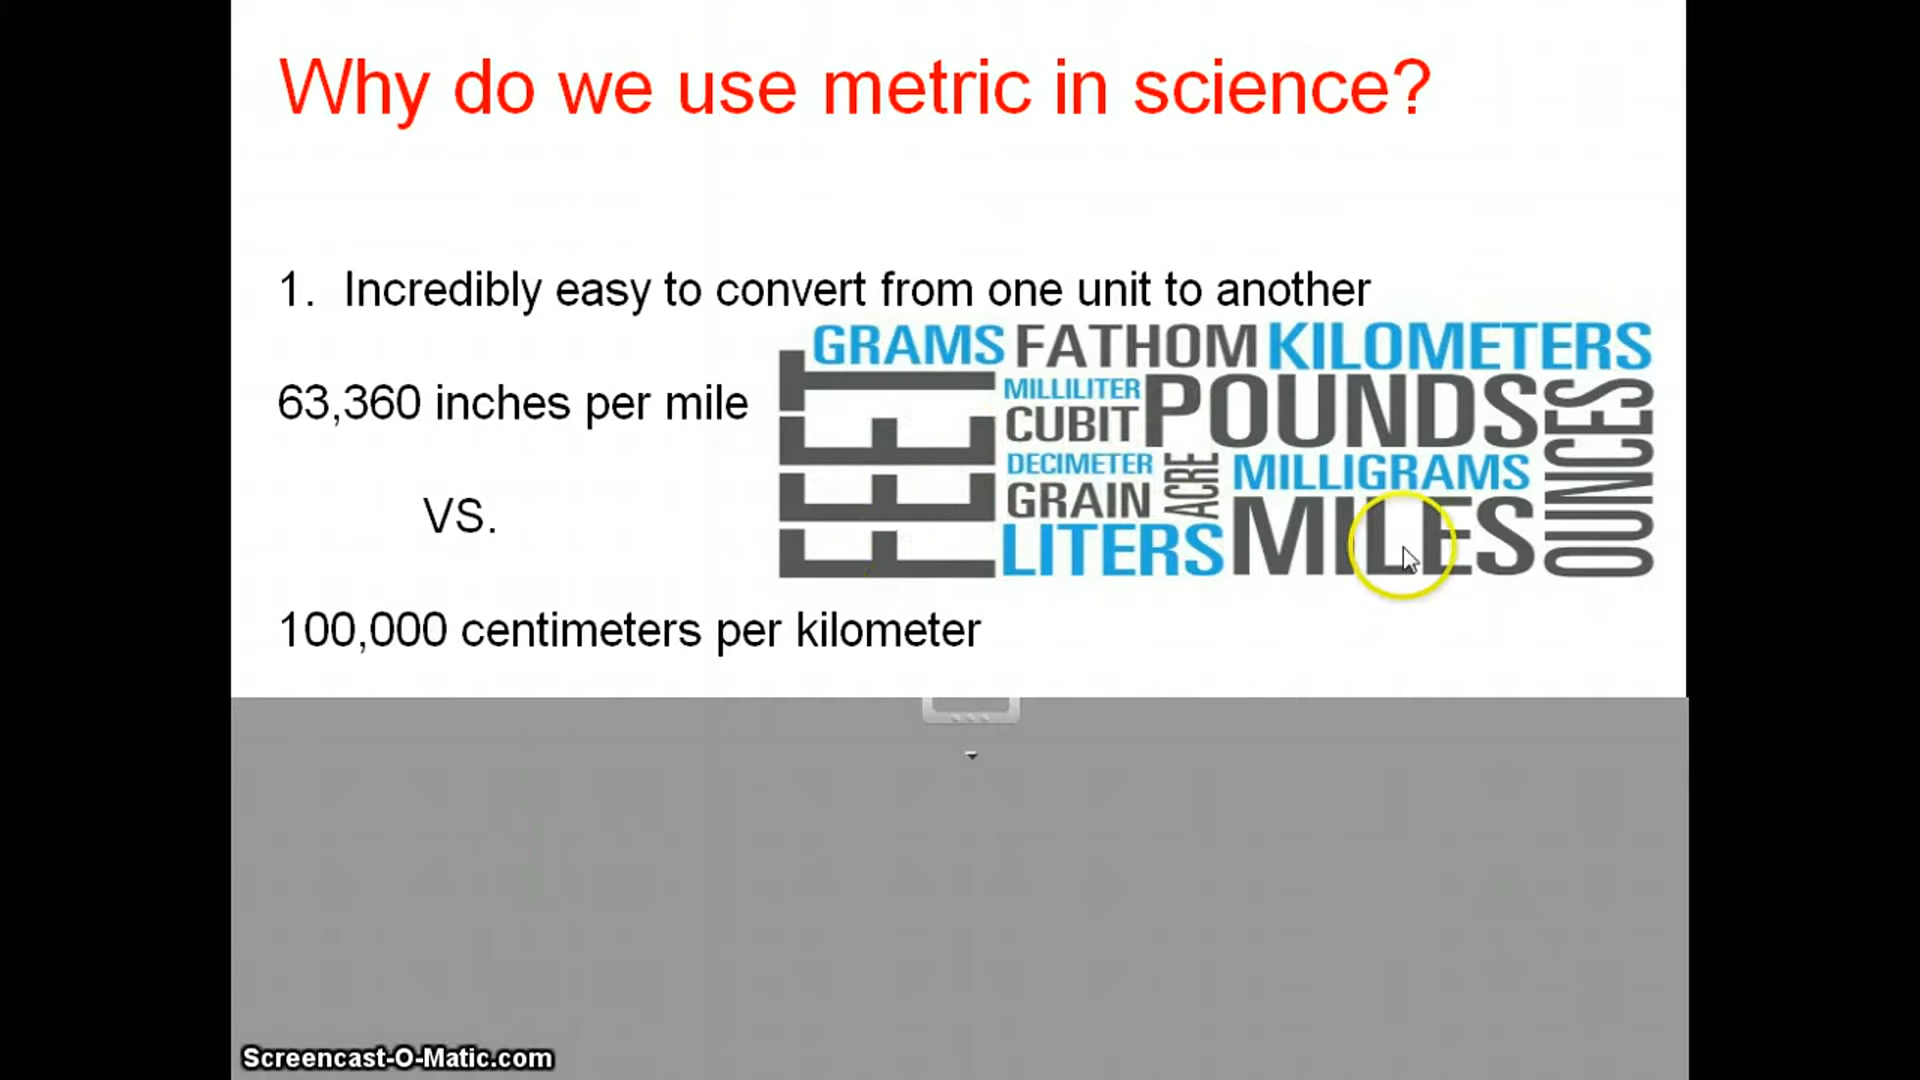 Why do we use metric in science?
1. Incredibly easy to convert from one unit to another
GRAMS FATHOM KILOMETERS
FEET
MILLILITER
CUBIT
POUNDS
OUNCES
DECIMETER
GRAIN
ACRE
MILLIGRAMS
LITERS
MILES
63,360 inches per mile
VS.
100,000 centimeters per kilometer
Screencast-O-Matic.com